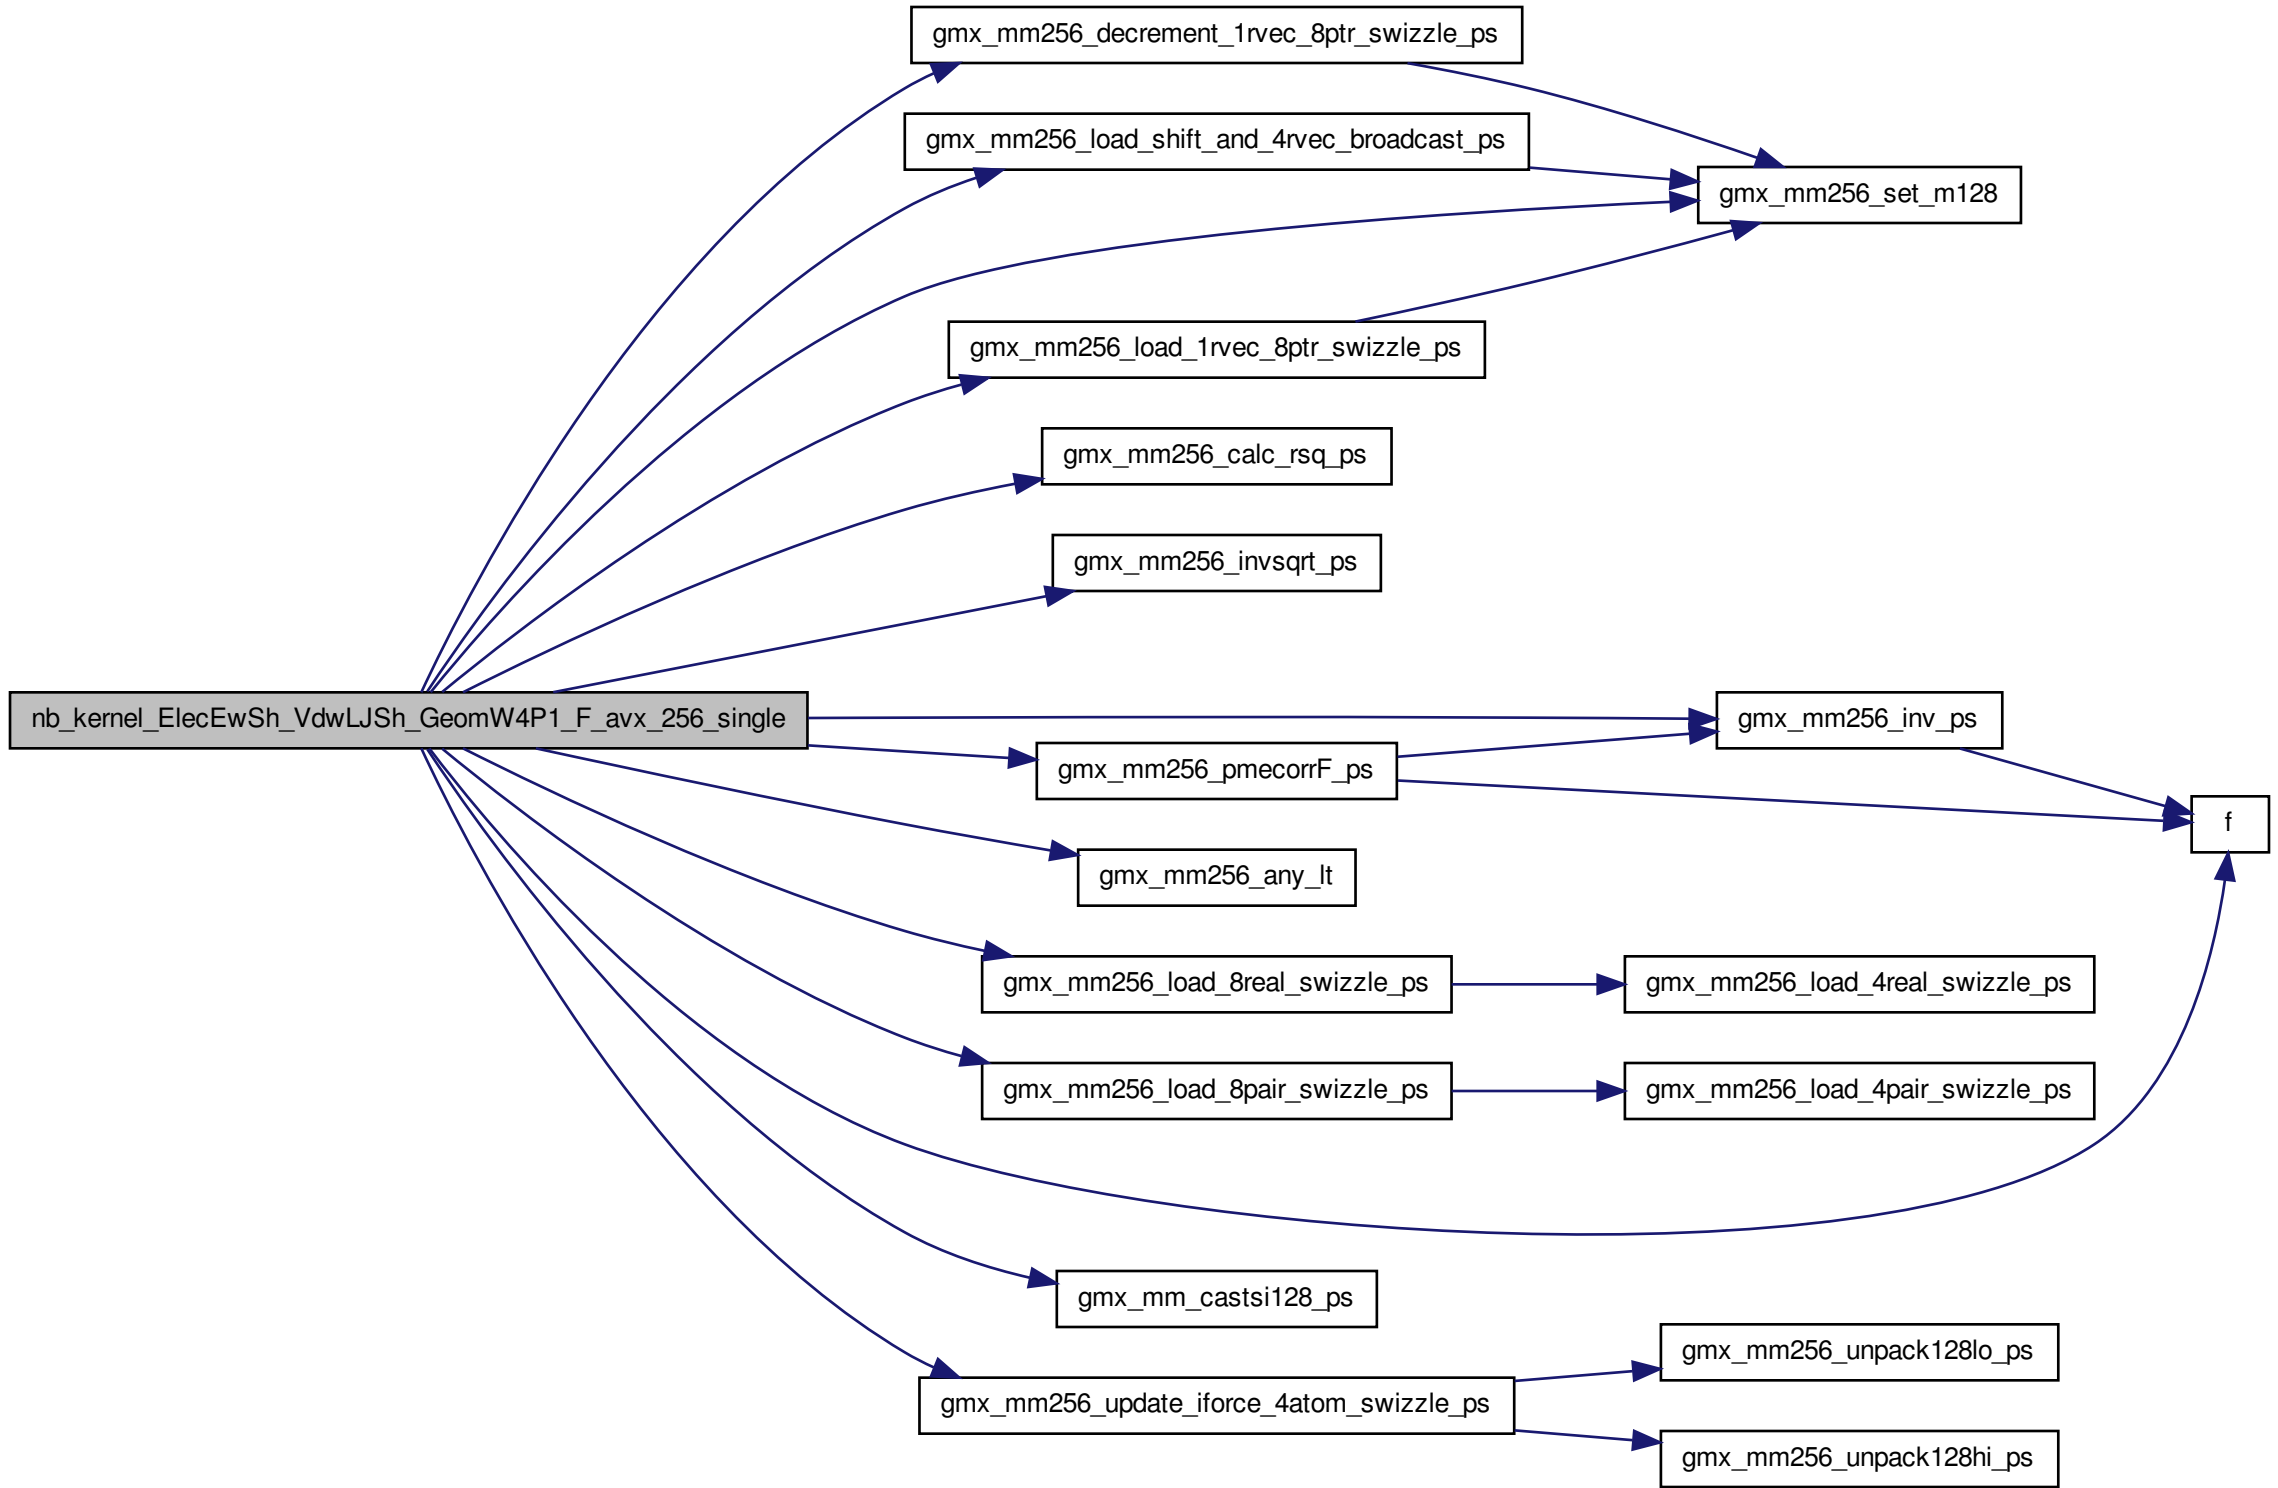 gmx_mm256_decrement_1rvec_8ptr_swizzle_ps
gmx_mm256_load_shift_and_4rvec_broadcast_ps
gmx_mm256_set_m128
gmx_mm256_load_1rvec_8ptr_swizzle_ps
gmx_mm256_calc_rsq_ps
gmx_mm256_invsqrt_ps
nb_kernel_ElecEwSh_VdwLJSh_GeomW4P1_F_avx_256_single
gmx_mm256_inv_ps
gmx_mm256_pmecorrF_ps
f
gmx_mm256_any_lt
gmx_mm256_load_8real_swizzle_ps
gmx_mm256_load_4real_swizzle_ps
gmx_mm256_load_8pair_swizzle_ps
gmx_mm256_load_4pair_swizzle_ps
gmx_mm_castsi128_ps
gmx_mm256_unpack128lo_ps
gmx_mm256_update_iforce_4atom_swizzle_ps
gmx_mm256_unpack128hi_ps